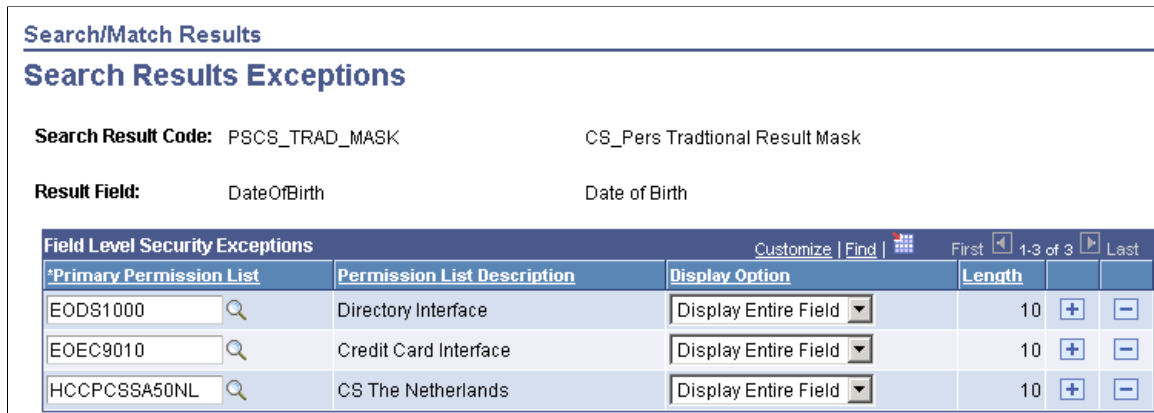 Search/Match Results
Search Results Exceptions
Search Result Code: PSCS_TRAD_MASK CS_Pers Tradtional Result Mask
Result Field: DateOfBirth Date of Birth
Field Level Security Exceptions Customize | Find | First 1-3 of 3 Last
*Primary Permission List Permission List Description Display Option Length
EODS1000 Directory Interface Display Entire Field 10
EOEC9010 Credit Card Interface Display Entire Field 10
HCCPCSSA50NL CS The Netherlands Display Entire Field 10